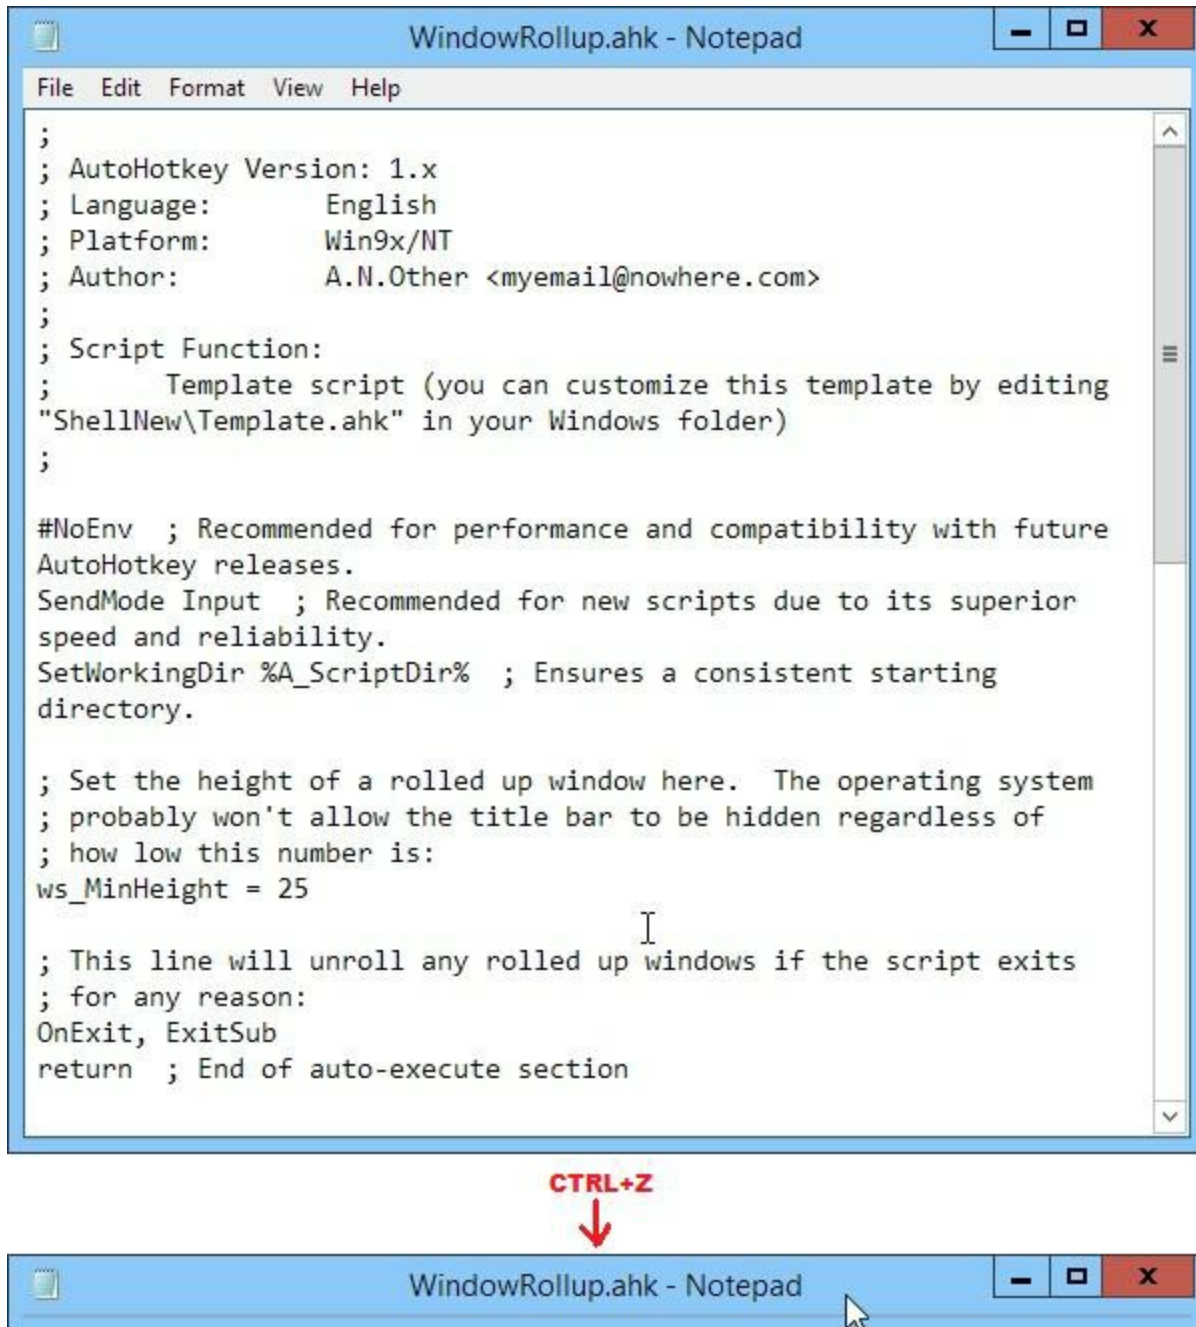 WindowRollup.ahk - Notepad
File Edit Format View Help
;
; AutoHotkey Version: 1.x
; Language:       English
; Platform:       Win9x/NT
; Author:         A.N.Other <myemail@nowhere.com>
;
; Script Function:
;       Template script (you can customize this template by editing
"ShellNew\Template.ahk" in your Windows folder)
;

#NoEnv  ; Recommended for performance and compatibility with future
AutoHotkey releases.
SendMode Input  ; Recommended for new scripts due to its superior
speed and reliability.
SetWorkingDir %A_ScriptDir%  ; Ensures a consistent starting
directory.

; Set the height of a rolled up window here.  The operating system
; probably won't allow the title bar to be hidden regardless of
; how low this number is:
ws_MinHeight = 25

; This line will unroll any rolled up windows if the script exits
; for any reason:
OnExit, ExitSub
return  ; End of auto-execute section
CTRL+Z
WindowRollup.ahk - Notepad